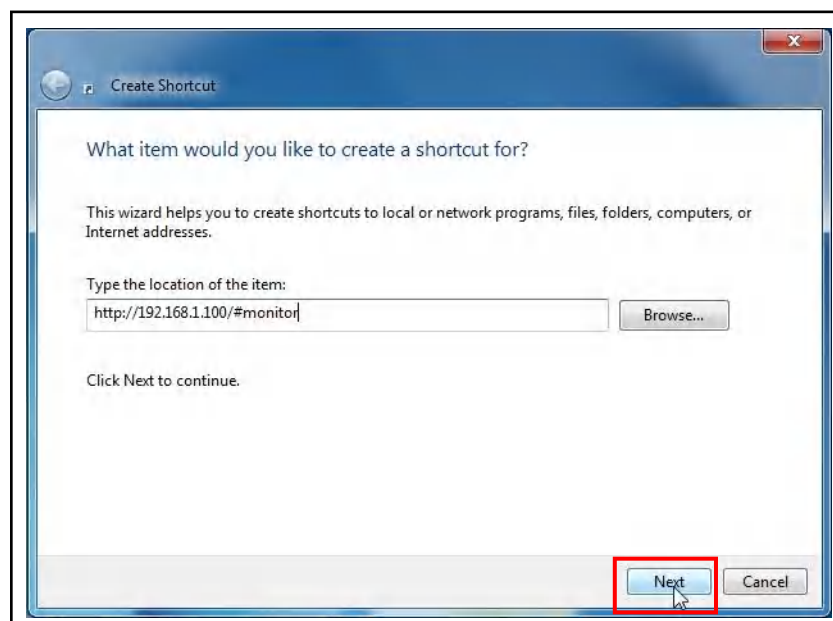 Create Shortcut
What item would you like to create a shortcut for?
This wizard helps you to create shortcuts to local or network programs, files, folders, computers, or
Internet addresses.
Type the location of the item:
http://192.168.1.100/#monitor
Browse...
Click Next to continue.
Next
Cancel